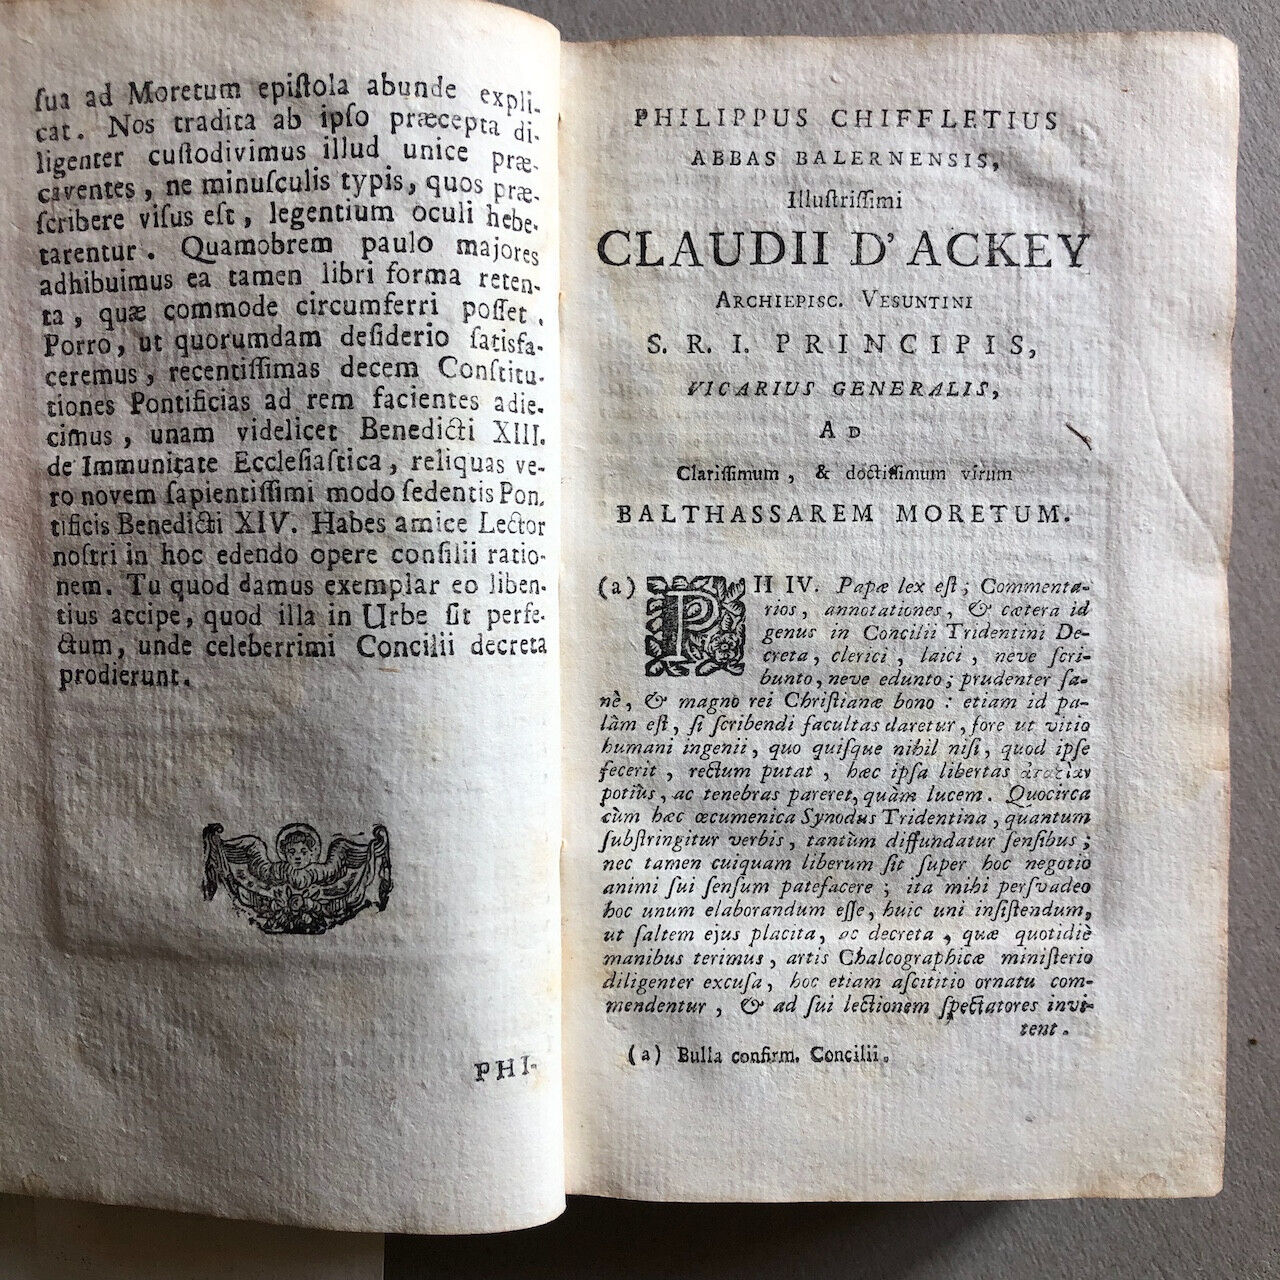 ſua ad Moretum epiſtola abunde expli-
cat. Nos tradita ab ipſo præcepta di-
ligenter cuſtodivimus illud unice præ-
caventes, ne minuſculis typis, quos præ-
ſcribere viſus eſt, legentium oculi hebe-
tarentur. Quamobrem paulo majores
adhibuimus ea tamen libri forma reten-
ta, quæ commode circumferri poſſet.
Porro, ut quorumdam deſiderio ſatisfa-
ceremus, recentiſſimas decem Conſtitu-
tiones Pontificias ad rem facientes adie-
cimus, unam videlicet Benedicti XIII.
de Immunitate Eccleſiaſtica, reliquas ve-
ro novem ſapientiſſimi modo ſedentis Pon-
tificis Benedicti XIV. Habes amice Lector
noſtri in hoc edendo opere conſilii ratio-
nem. Tu quod damus exemplar eo liben-
tius accipe, quod illa in Urbe ſit perfe-
ctum, unde celeberrimi Concilii decreta
prodierunt.
PHI-
PHILIPPUS CHIFFLETIUS
ABBAS BALERNENSIS,
Illuſtriſſimi
CLAUDII D'ACKEY
ARCHIEPISC. VESUNTINI
S. R. I. PRINCIPIS,
VICARIUS GENERALIS,
AD
Clariſſimum, & doctiſſimum virum
BALTHASSAREM MORETUM.
(a) PII IV. Papæ lex eſt; Commenta-
rios, annotationes, & cætera id
genus in Concilii Tridentini De-
creta, clerici, laici, neve ſcri-
bunto, neve edunto; prudenter ſa-
nè, & magno rei Chriſtianæ bono: etiam id pa-
làm eſt, ſi ſcribendi facultas daretur, fore ut vitio
humani ingenii, quo quiſque nihil niſi, quod ipſe
fecerit, rectum putat, hæc ipſa libertas ἀταξίαν
potiùs, ac tenebras pareret, quàm lucem. Quocirca
cùm hæc œcumenica Synodus Tridentina, quantum
ſubſtringitur verbis, tantùm diffundatur ſenſibus;
nec tamen cuiquam liberum ſit ſuper hoc negotio
animi ſui ſenſum patefacere; ita mihi perſvadeo
hoc unum elaborandum eſſe, huic uni inſiſtendum,
ut ſaltem ejus placita, ac decreta, quæ quotidiè
manibus terimus, artis Chalcographicæ miniſterio
diligenter excuſa, hoc etiam aſcititio ornatu com-
mendentur, & ad ſui lectionem ſpectatores invi-
tent.
(a) Bulla confirm. Concilii.